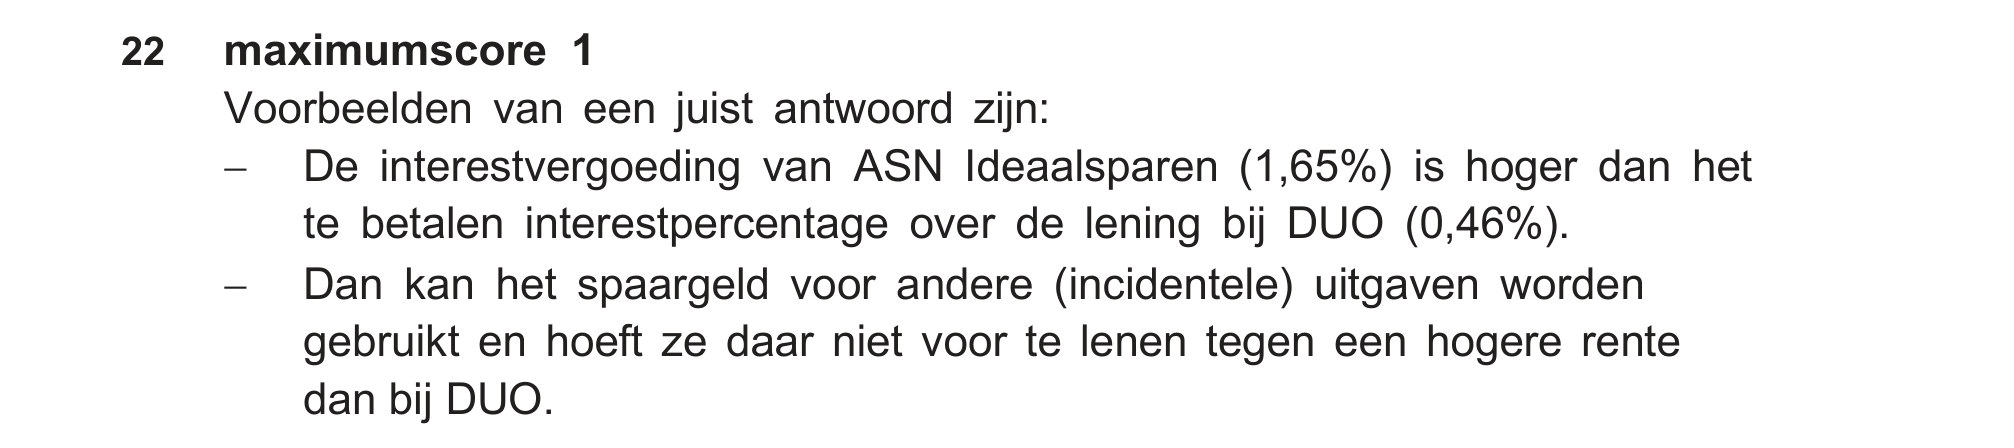 22 maximumscore 1
Voorbeelden van een juist antwoord zijn:
– De interestvergoeding van ASN Ideaalsparen (1,65%) is hoger dan het
te betalen interestpercentage over de lening bij DUO (0,46%).
– Dan kan het spaargeld voor andere (incidentele) uitgaven worden
gebruikt en hoeft ze daar niet voor te lenen tegen een hogere rente
dan bij DUO.